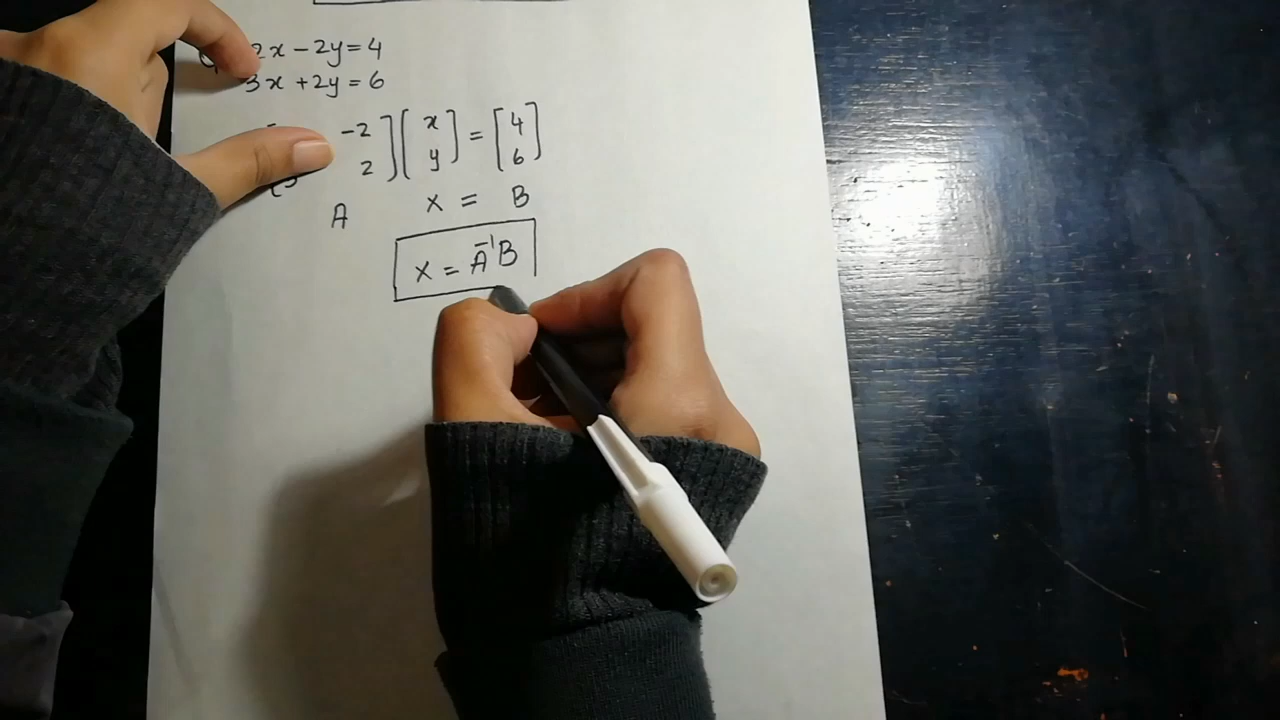 2x - 2y = 4
3x + 2y = 6
-2] [x] = [4]
2] [y] = [6]
A X = B
X = A⁻¹B